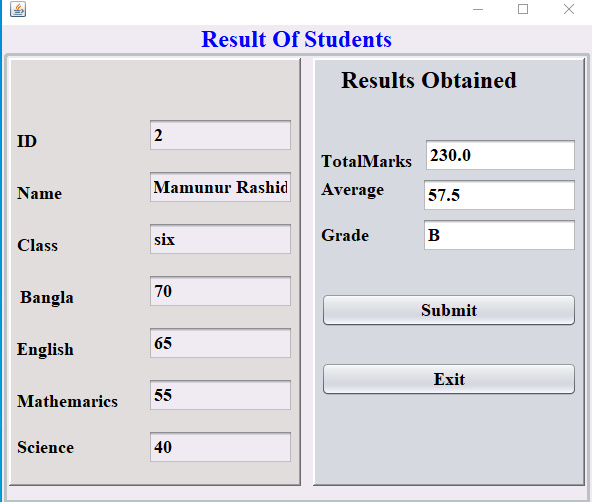 Result Of Students
ID 2
Name Mamunur Rashid
Class six
Bangla 70
English 65
Mathemarics 55
Science 40
Results Obtained
TotalMarks 230.0
Average 57.5
Grade B
Submit
Exit